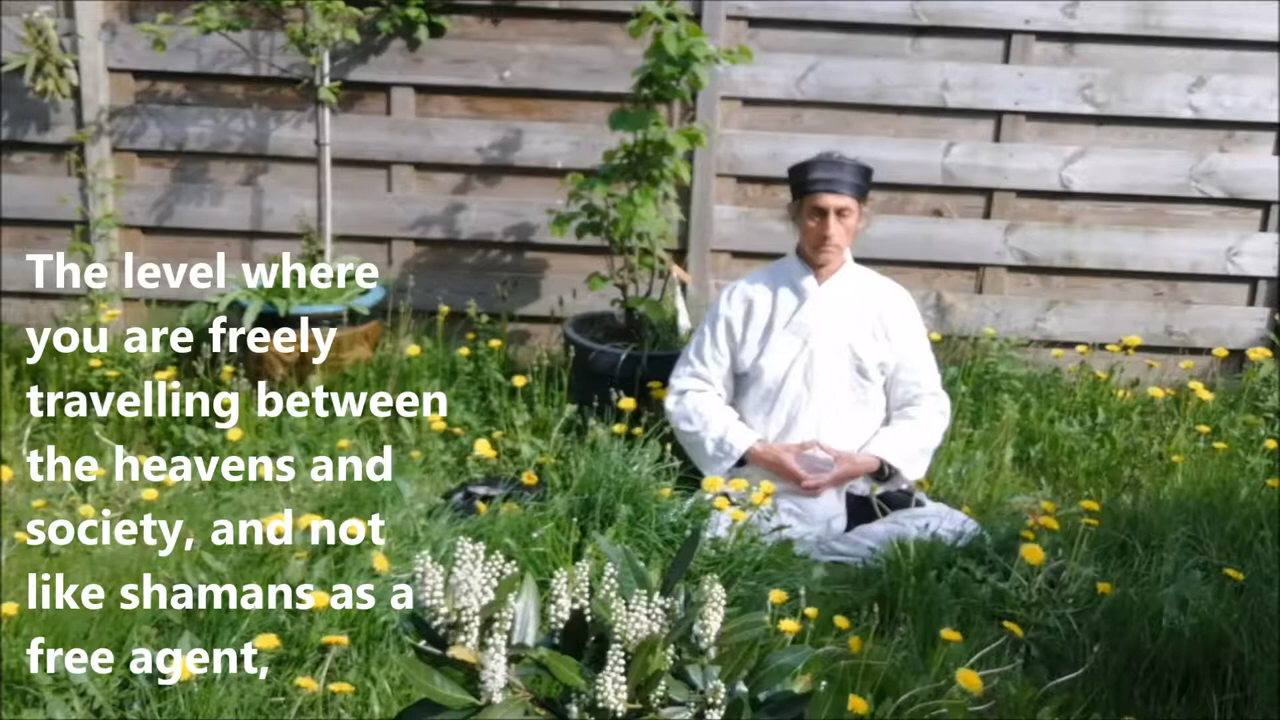 The level where
you are freely
travelling between
the heavens and
society, and not
like shamans as a
free agent,